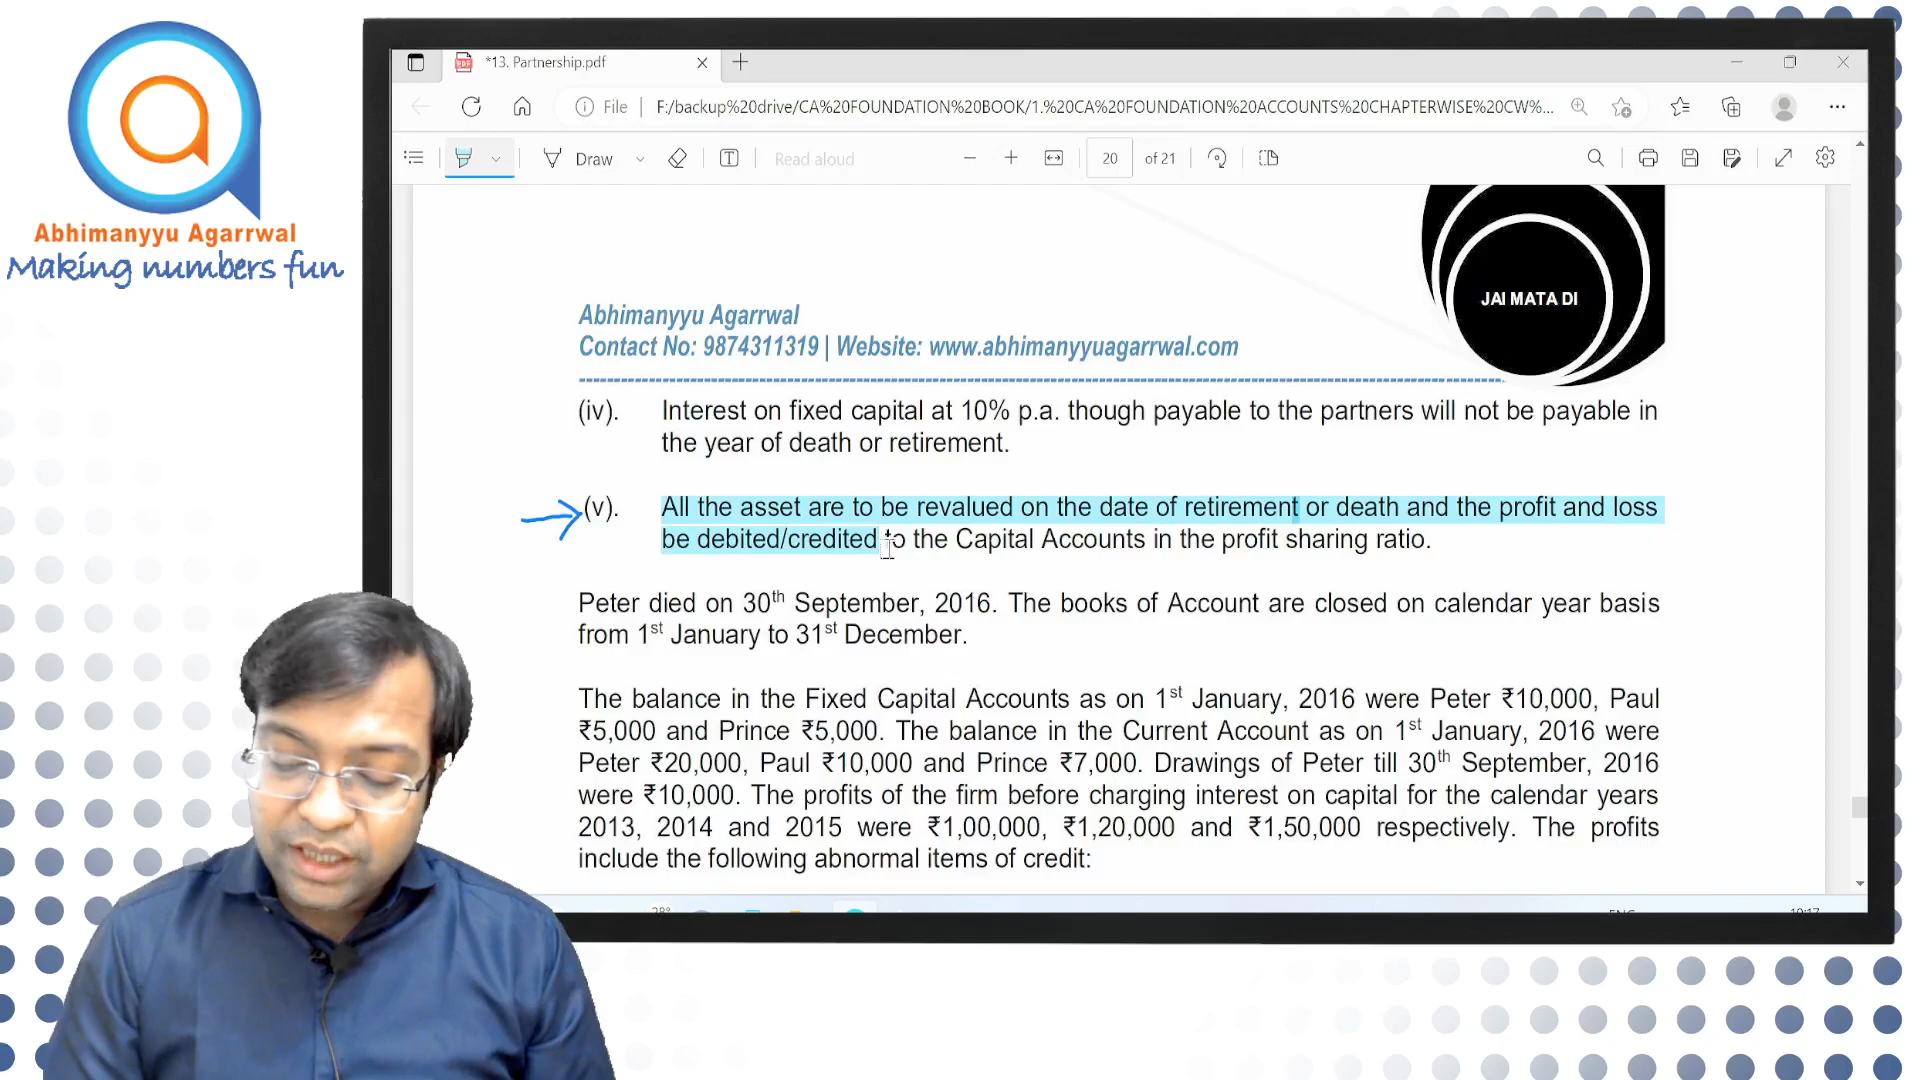 Abhimanyyu Agarrwal
Making numbers fun
*13. Partnership.pdf
File
F:/backup%20drive/CA%20FOUNDATION%20BOOK/1.%20CA%20FOUNDATION%20ACCOUNTS%20CHAPTERWISE%20CW%...
Draw
Read aloud
20
of 21
JAI MATA DI
Abhimanyyu Agarrwal
Contact No: 9874311319 | Website: www.abhimanyyuagarrwal.com
(iv). Interest on fixed capital at 10% p.a. though payable to the partners will not be payable in
the year of death or retirement.
(v). All the asset are to be revalued on the date of retirement or death and the profit and loss
be debited/credited to the Capital Accounts in the profit sharing ratio.
Peter died on 30th September, 2016. The books of Account are closed on calendar year basis
from 1st January to 31st December.
The balance in the Fixed Capital Accounts as on 1st January, 2016 were Peter ₹10,000, Paul
₹5,000 and Prince ₹5,000. The balance in the Current Account as on 1st January, 2016 were
Peter ₹20,000, Paul ₹10,000 and Prince ₹7,000. Drawings of Peter till 30th September, 2016
were ₹10,000. The profits of the firm before charging interest on capital for the calendar years
2013, 2014 and 2015 were ₹1,00,000, ₹1,20,000 and ₹1,50,000 respectively. The profits
include the following abnormal items of credit: